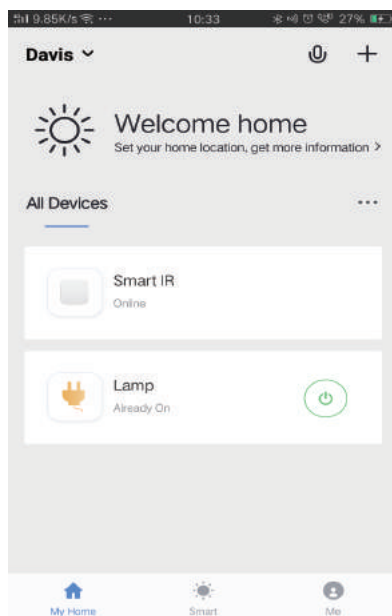 9.85K/s ... 10:33 27%
Davis
Welcome home
Set your home location, get more information >
All Devices ...
Smart IR
Online
Lamp
Already On
My Home Smart Me